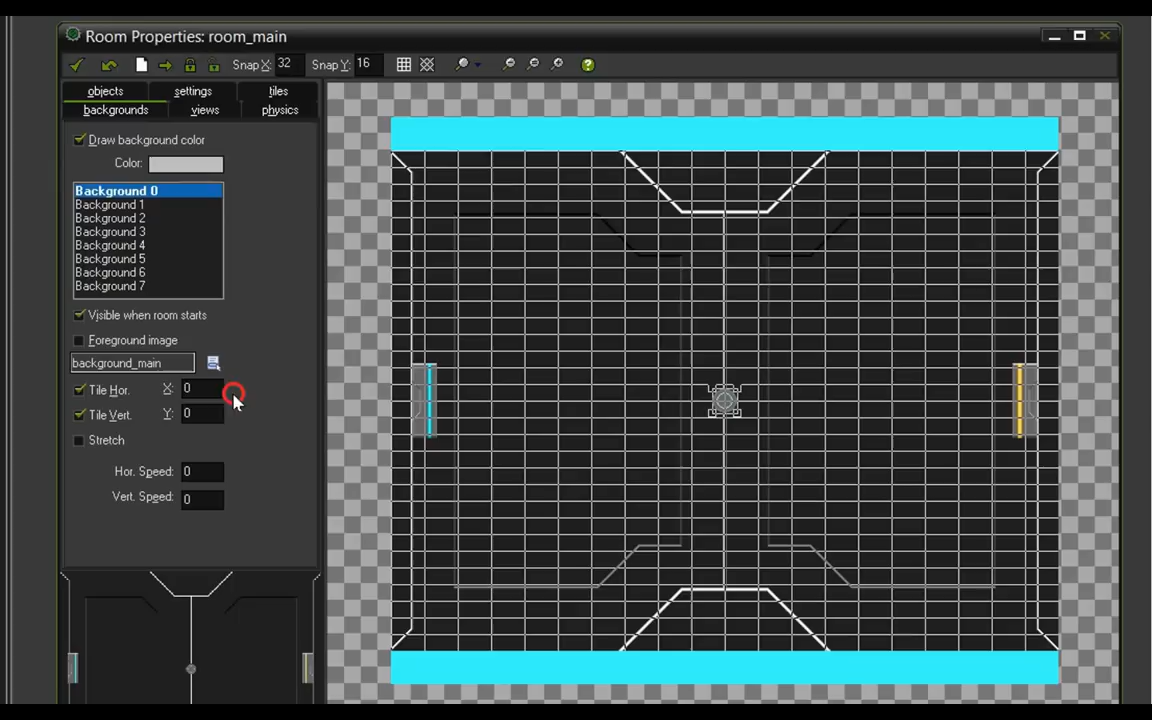 Room Properties: room_main
Snap X: 32 Snap Y: 16
objects settings tiles
backgrounds views physics
Draw background color
Color:
Background 0
Background 1
Background 2
Background 3
Background 4
Background 5
Background 6
Background 7
Visible when room starts
Foreground image
background_main
Tile Hor. X: 0
Tile Vert. Y: 0
Stretch
Hor. Speed: 0
Vert. Speed: 0